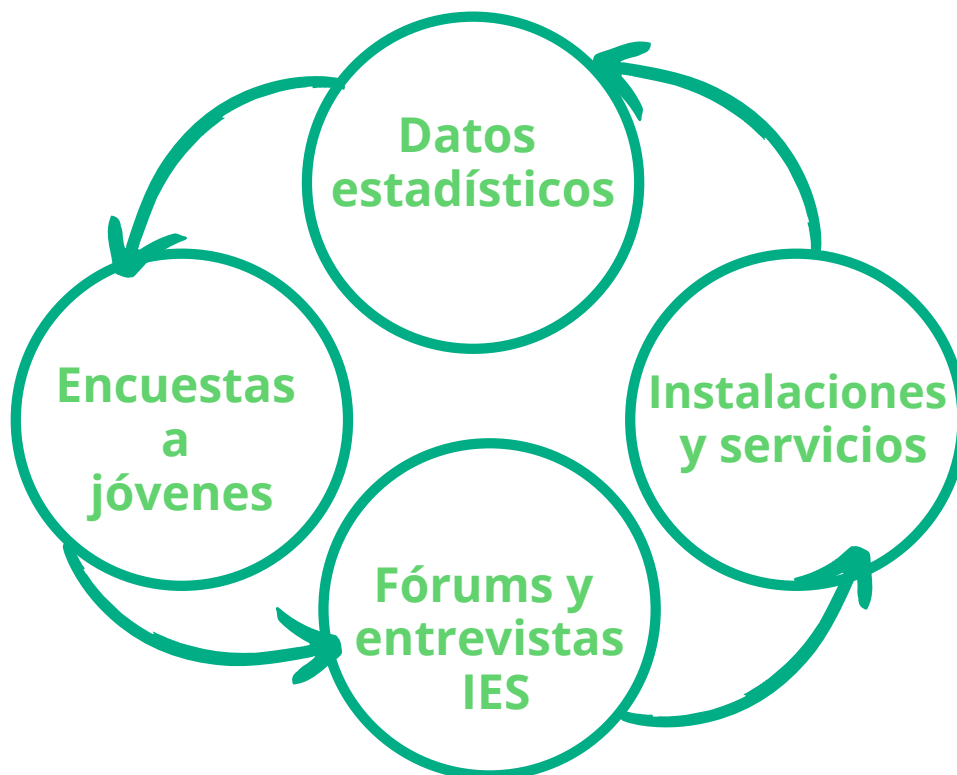 Datos
estadísticos
Encuestas
a
jóvenes
Instalaciones
y servicios
Fórums y
entrevistas
IES